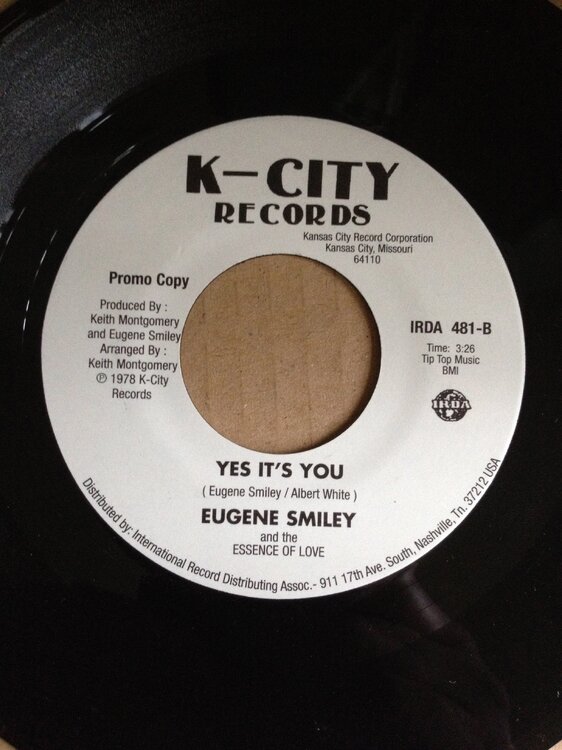 K-CITY
RECORDS
Kansas City Record Corporation
Kansas City, Missouri
64110
Promo Copy
Produced By :
Keith Montgomery
and Eugene Smiley
Arranged By :
Keith Montgomery
℗ 1978 K-City
Records
IRDA 481-B
Time: 3:26
Tip Top Music
BMI
IRDA
YES IT'S YOU
( Eugene Smiley / Albert White )
EUGENE SMILEY
and the
ESSENCE OF LOVE
Distributed by: International Record Distributing Assoc.- 911 17th Ave. South, Nashville, Tn. 37212 USA